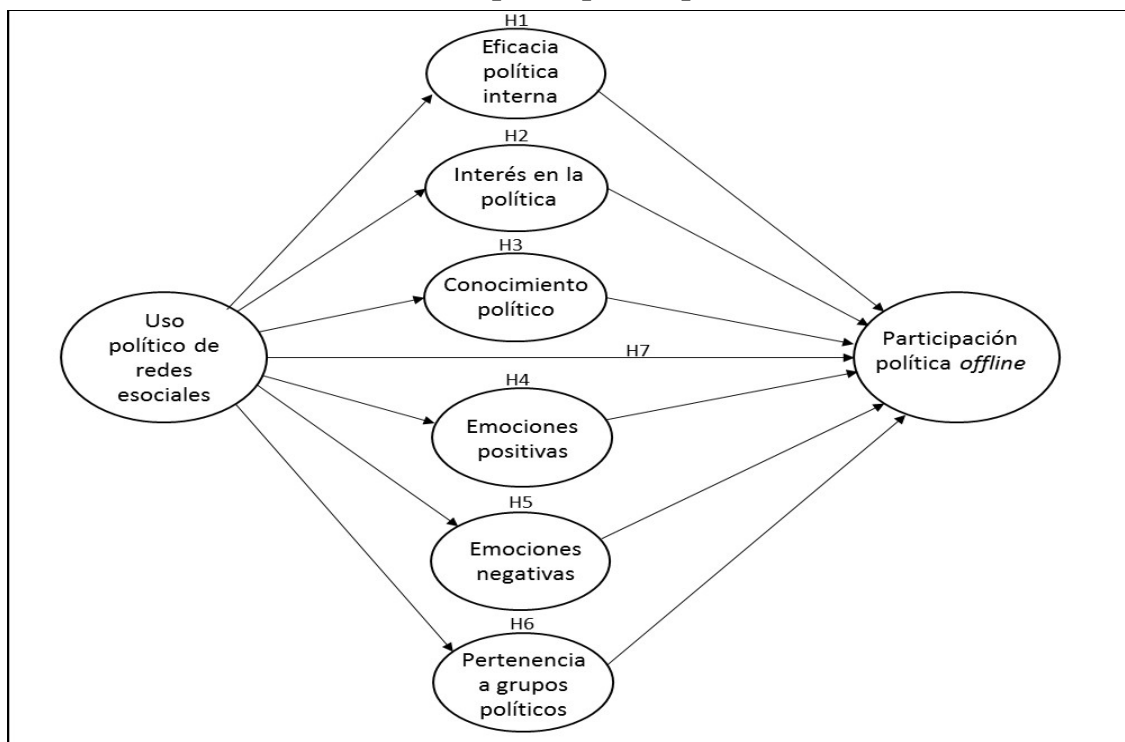 H1
Eficacia
política
interna
H2
Interés en la
política
H3
Conocimiento
político
Uso
político de
redes
esociales
H7
Participación
política offline
H4
Emociones
positivas
H5
Emociones
negativas
H6
Pertenencia
a grupos
políticos